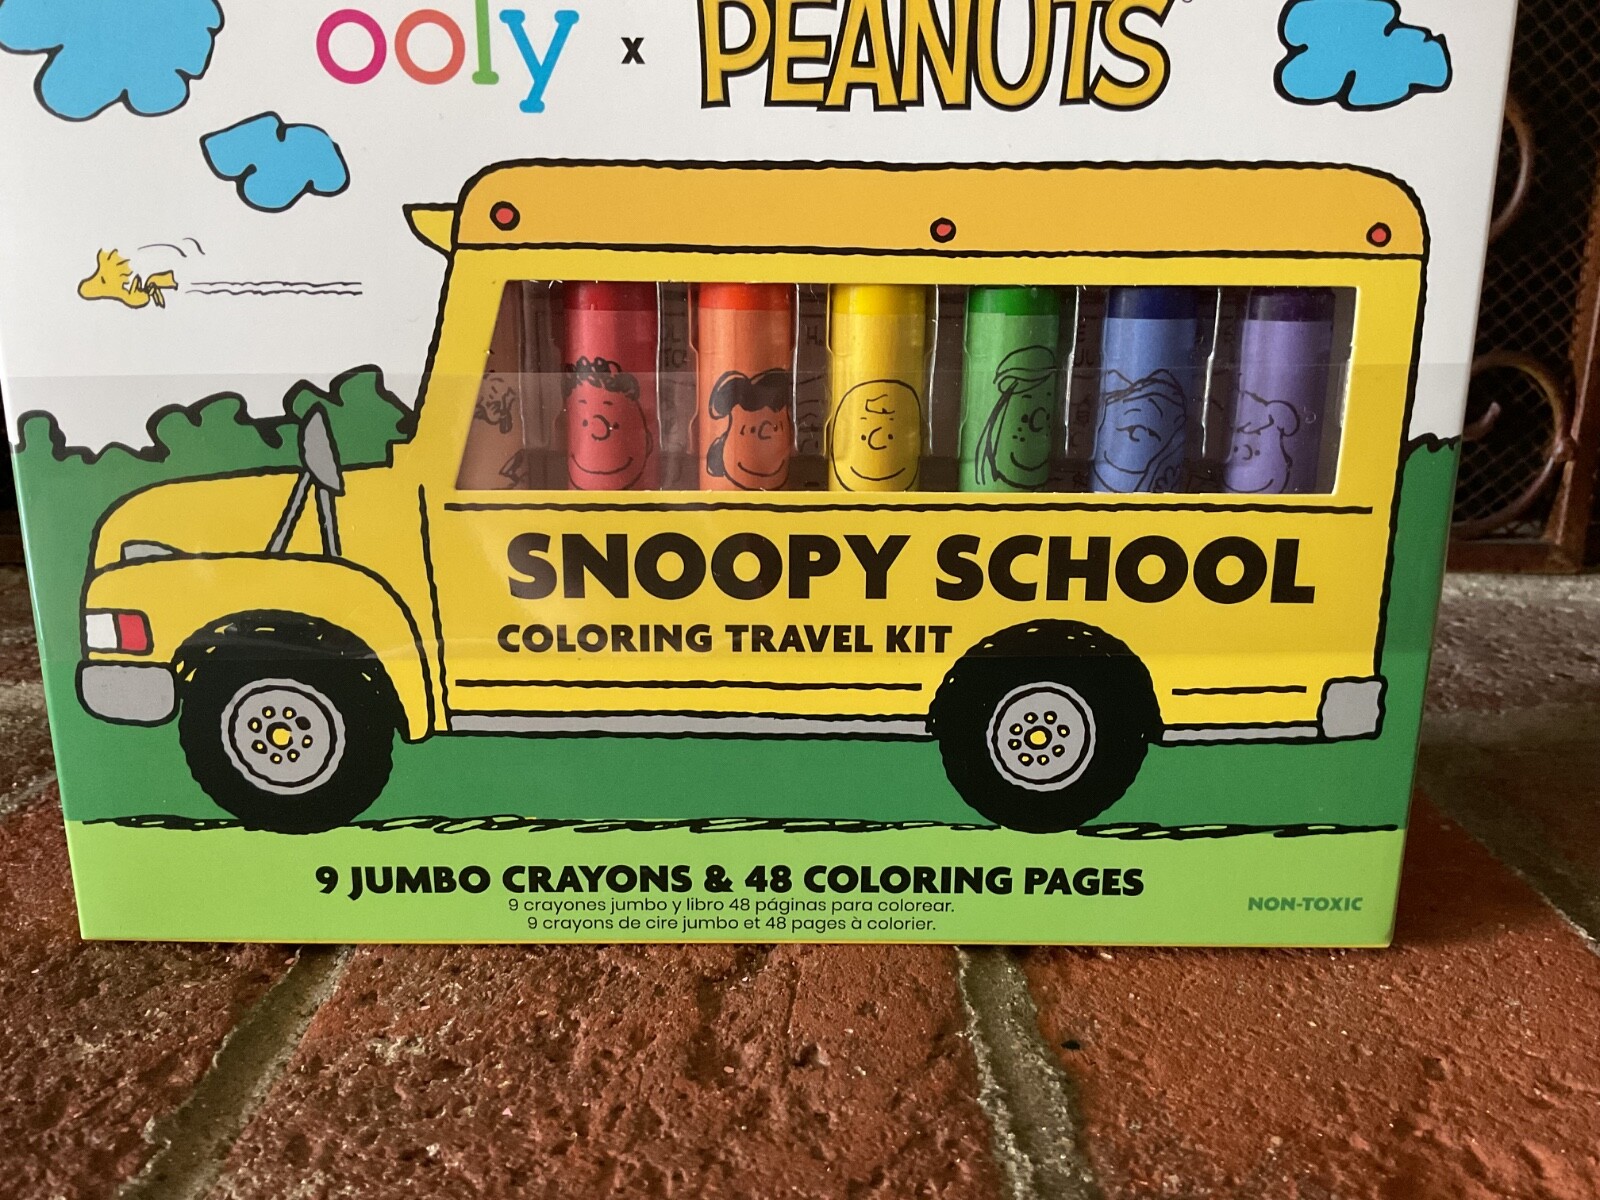 ooly x PEANUTS
SNOOPY SCHOOL
COLORING TRAVEL KIT
9 JUMBO CRAYONS & 48 COLORING PAGES
9 crayones jumbo y libro 48 páginas para colorear.
9 crayons de cire jumbo et 48 pages à colorier.
NON-TOXIC